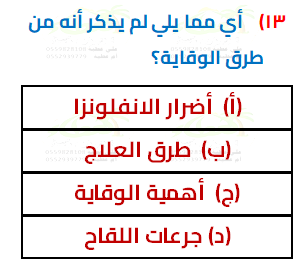 ١٣) أي مما يلي لم يذكر أنه من
طرق الوقاية؟
(أ) أضرار الانفلونزا
(ب) طرق العلاج
(ج) أهمية الوقاية
(د) جرعات اللقاح